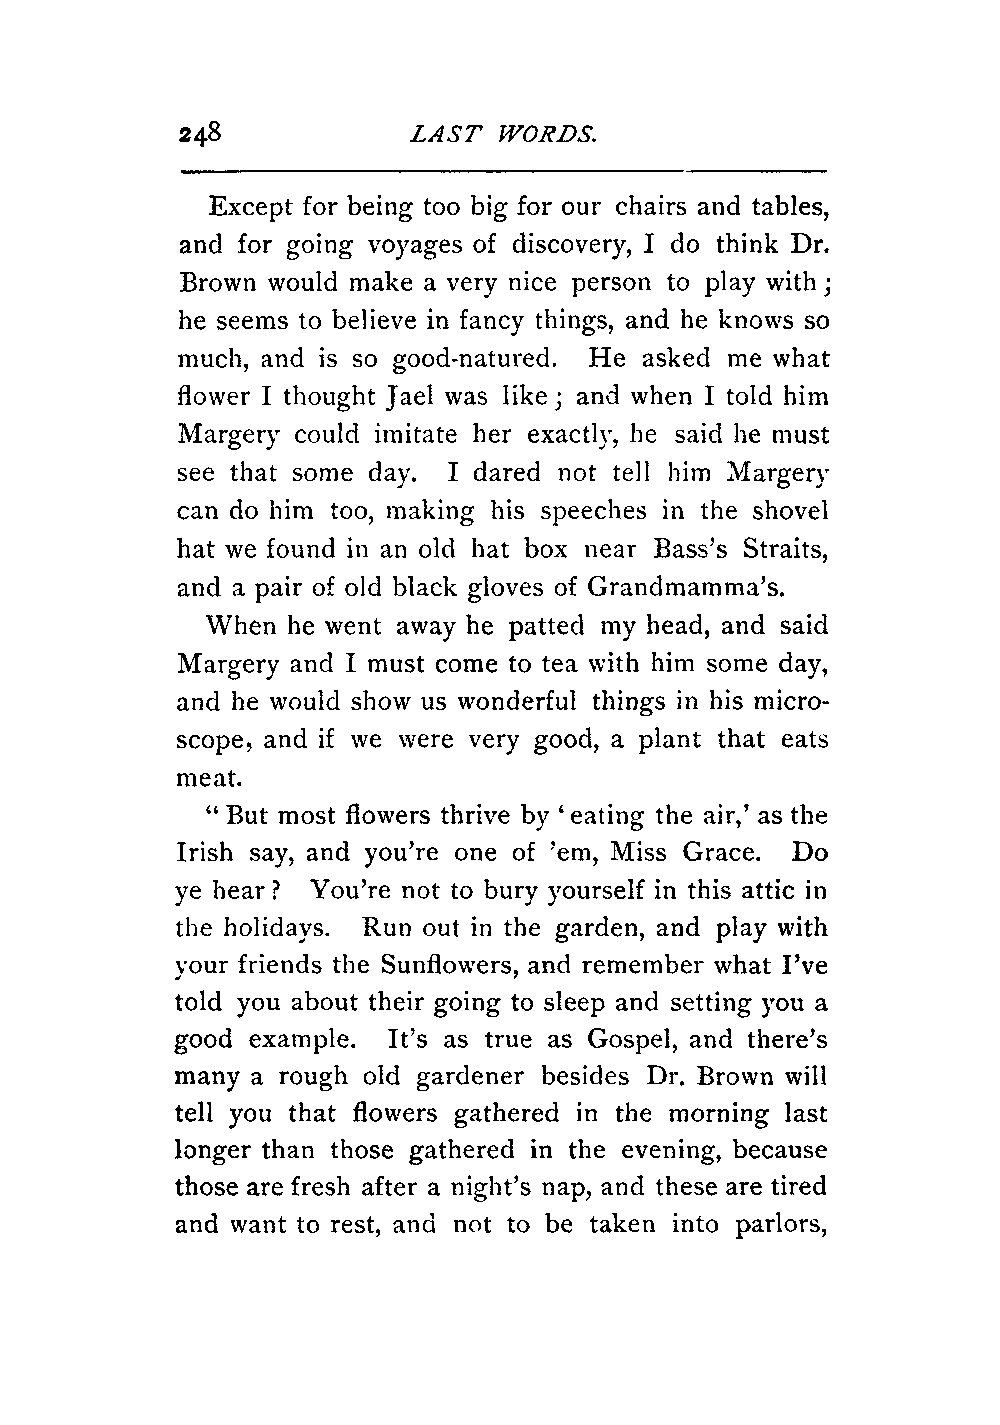 248 LAST WORDS.
Except for being too big for our chairs and tables,
and for going voyages of discovery, I do think Dr.
Brown would make a very nice person to play with;
he seems to believe in fancy things, and he knows so
much, and is so good-natured. He asked me what
flower I thought Jael was like; and when I told him
Margery could imitate her exactly, he said he must
see that some day. I dared not tell him Margery
can do him too, making his speeches in the shovel
hat we found in an old hat box near Bass's Straits,
and a pair of old black gloves of Grandmamma's.
When he went away he patted my head, and said
Margery and I must come to tea with him some day,
and he would show us wonderful things in his micro-
scope, and if we were very good, a plant that eats
meat.
“But most flowers thrive by ‘eating the air,’ as the
Irish say, and you're one of 'em, Miss Grace. Do
ye hear? You're not to bury yourself in this attic in
the holidays. Run out in the garden, and play with
your friends the Sunflowers, and remember what I've
told you about their going to sleep and setting you a
good example. It's as true as Gospel, and there's
many a rough old gardener besides Dr. Brown will
tell you that flowers gathered in the morning last
longer than those gathered in the evening, because
those are fresh after a night's nap, and these are tired
and want to rest, and not to be taken into parlors,